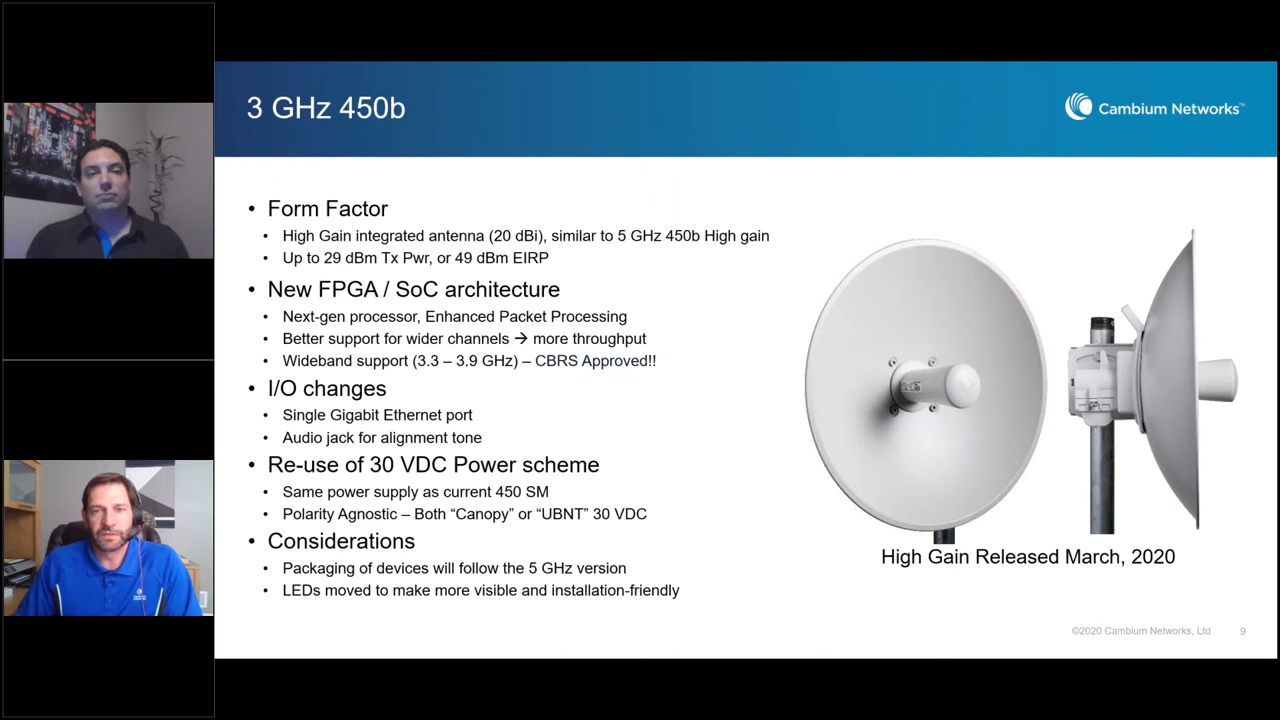 3 GHz 450b
Cambium Networks™
• Form Factor
• High Gain integrated antenna (20 dBi), similar to 5 GHz 450b High gain
• Up to 29 dBm Tx Pwr, or 49 dBm EIRP
• New FPGA / SoC architecture
• Next-gen processor, Enhanced Packet Processing
• Better support for wider channels → more throughput
• Wideband support (3.3 – 3.9 GHz) – CBRS Approved!!
• I/O changes
• Single Gigabit Ethernet port
• Audio jack for alignment tone
• Re-use of 30 VDC Power scheme
• Same power supply as current 450 SM
• Polarity Agnostic – Both “Canopy” or “UBNT” 30 VDC
• Considerations
• Packaging of devices will follow the 5 GHz version
• LEDs moved to make more visible and installation-friendly
High Gain Released March, 2020
©2020 Cambium Networks, Ltd
9